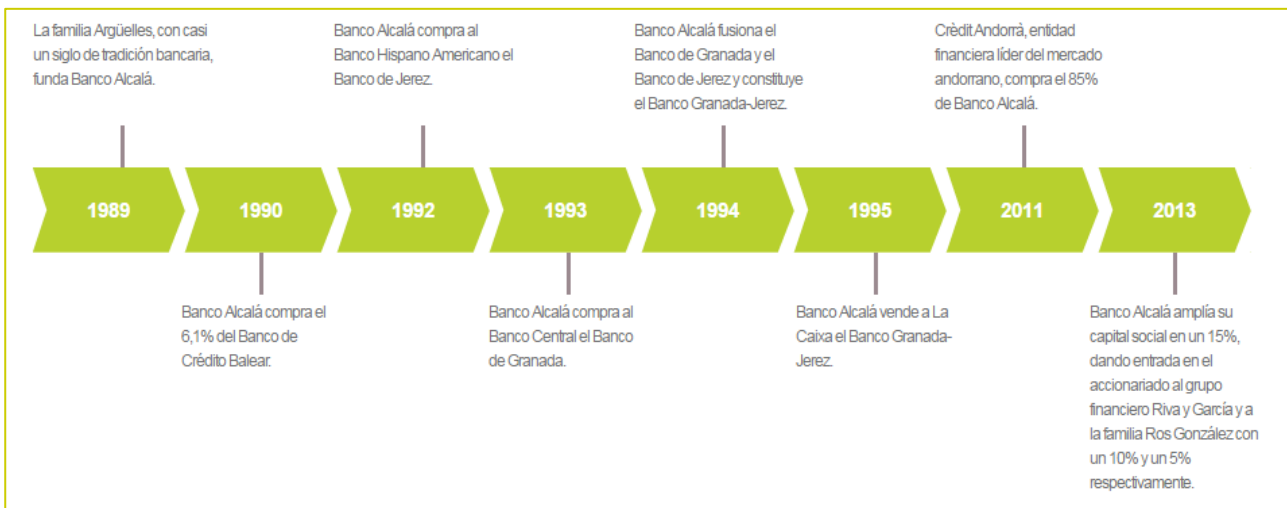 La familia Argüelles, con casi
un siglo de tradición bancaria,
funda Banco Alcalá.
Banco Alcalá compra al
Banco Hispano Americano el
Banco de Jerez.
Banco Alcalá fusiona el
Banco de Granada y el
Banco de Jerez y constituye
el Banco Granada-Jerez.
Crèdit Andorrà, entidad
financiera líder del mercado
andorrano, compra el 85%
de Banco Alcalá.
1989
1990
1992
1993
1994
1995
2011
2013
Banco Alcalá compra el
6,1% del Banco de
Crédito Balear.
Banco Alcalá compra al
Banco Central el Banco
de Granada.
Banco Alcalá vende a La
Caixa el Banco Granada-
Jerez.
Banco Alcalá amplía su
capital social en un 15%,
dando entrada en el
accionariado al grupo
financiero Riva y García y a
la familia Ros González con
un 10% y un 5%
respectivamente.